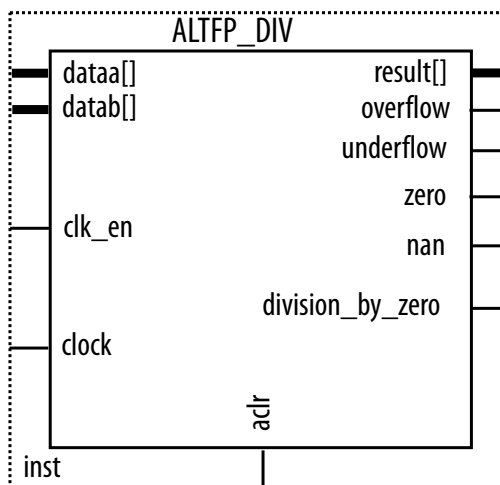 ALTFP_DIV
dataa[]
result[]
datab[]
overflow
underflow
zero
clk_en
nan
division_by_zero
clock
aclr
inst